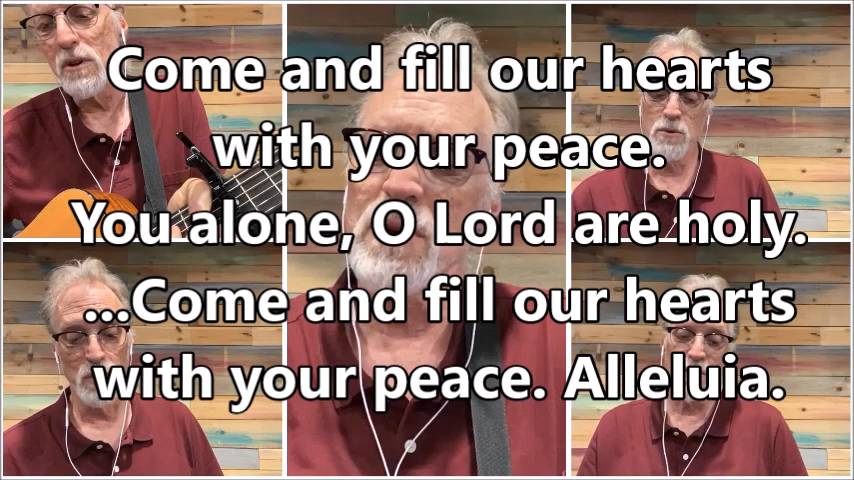 Come and fill our hearts
with your peace.
You alone, O Lord are holy.
...Come and fill our hearts
with your peace. Alleluia.